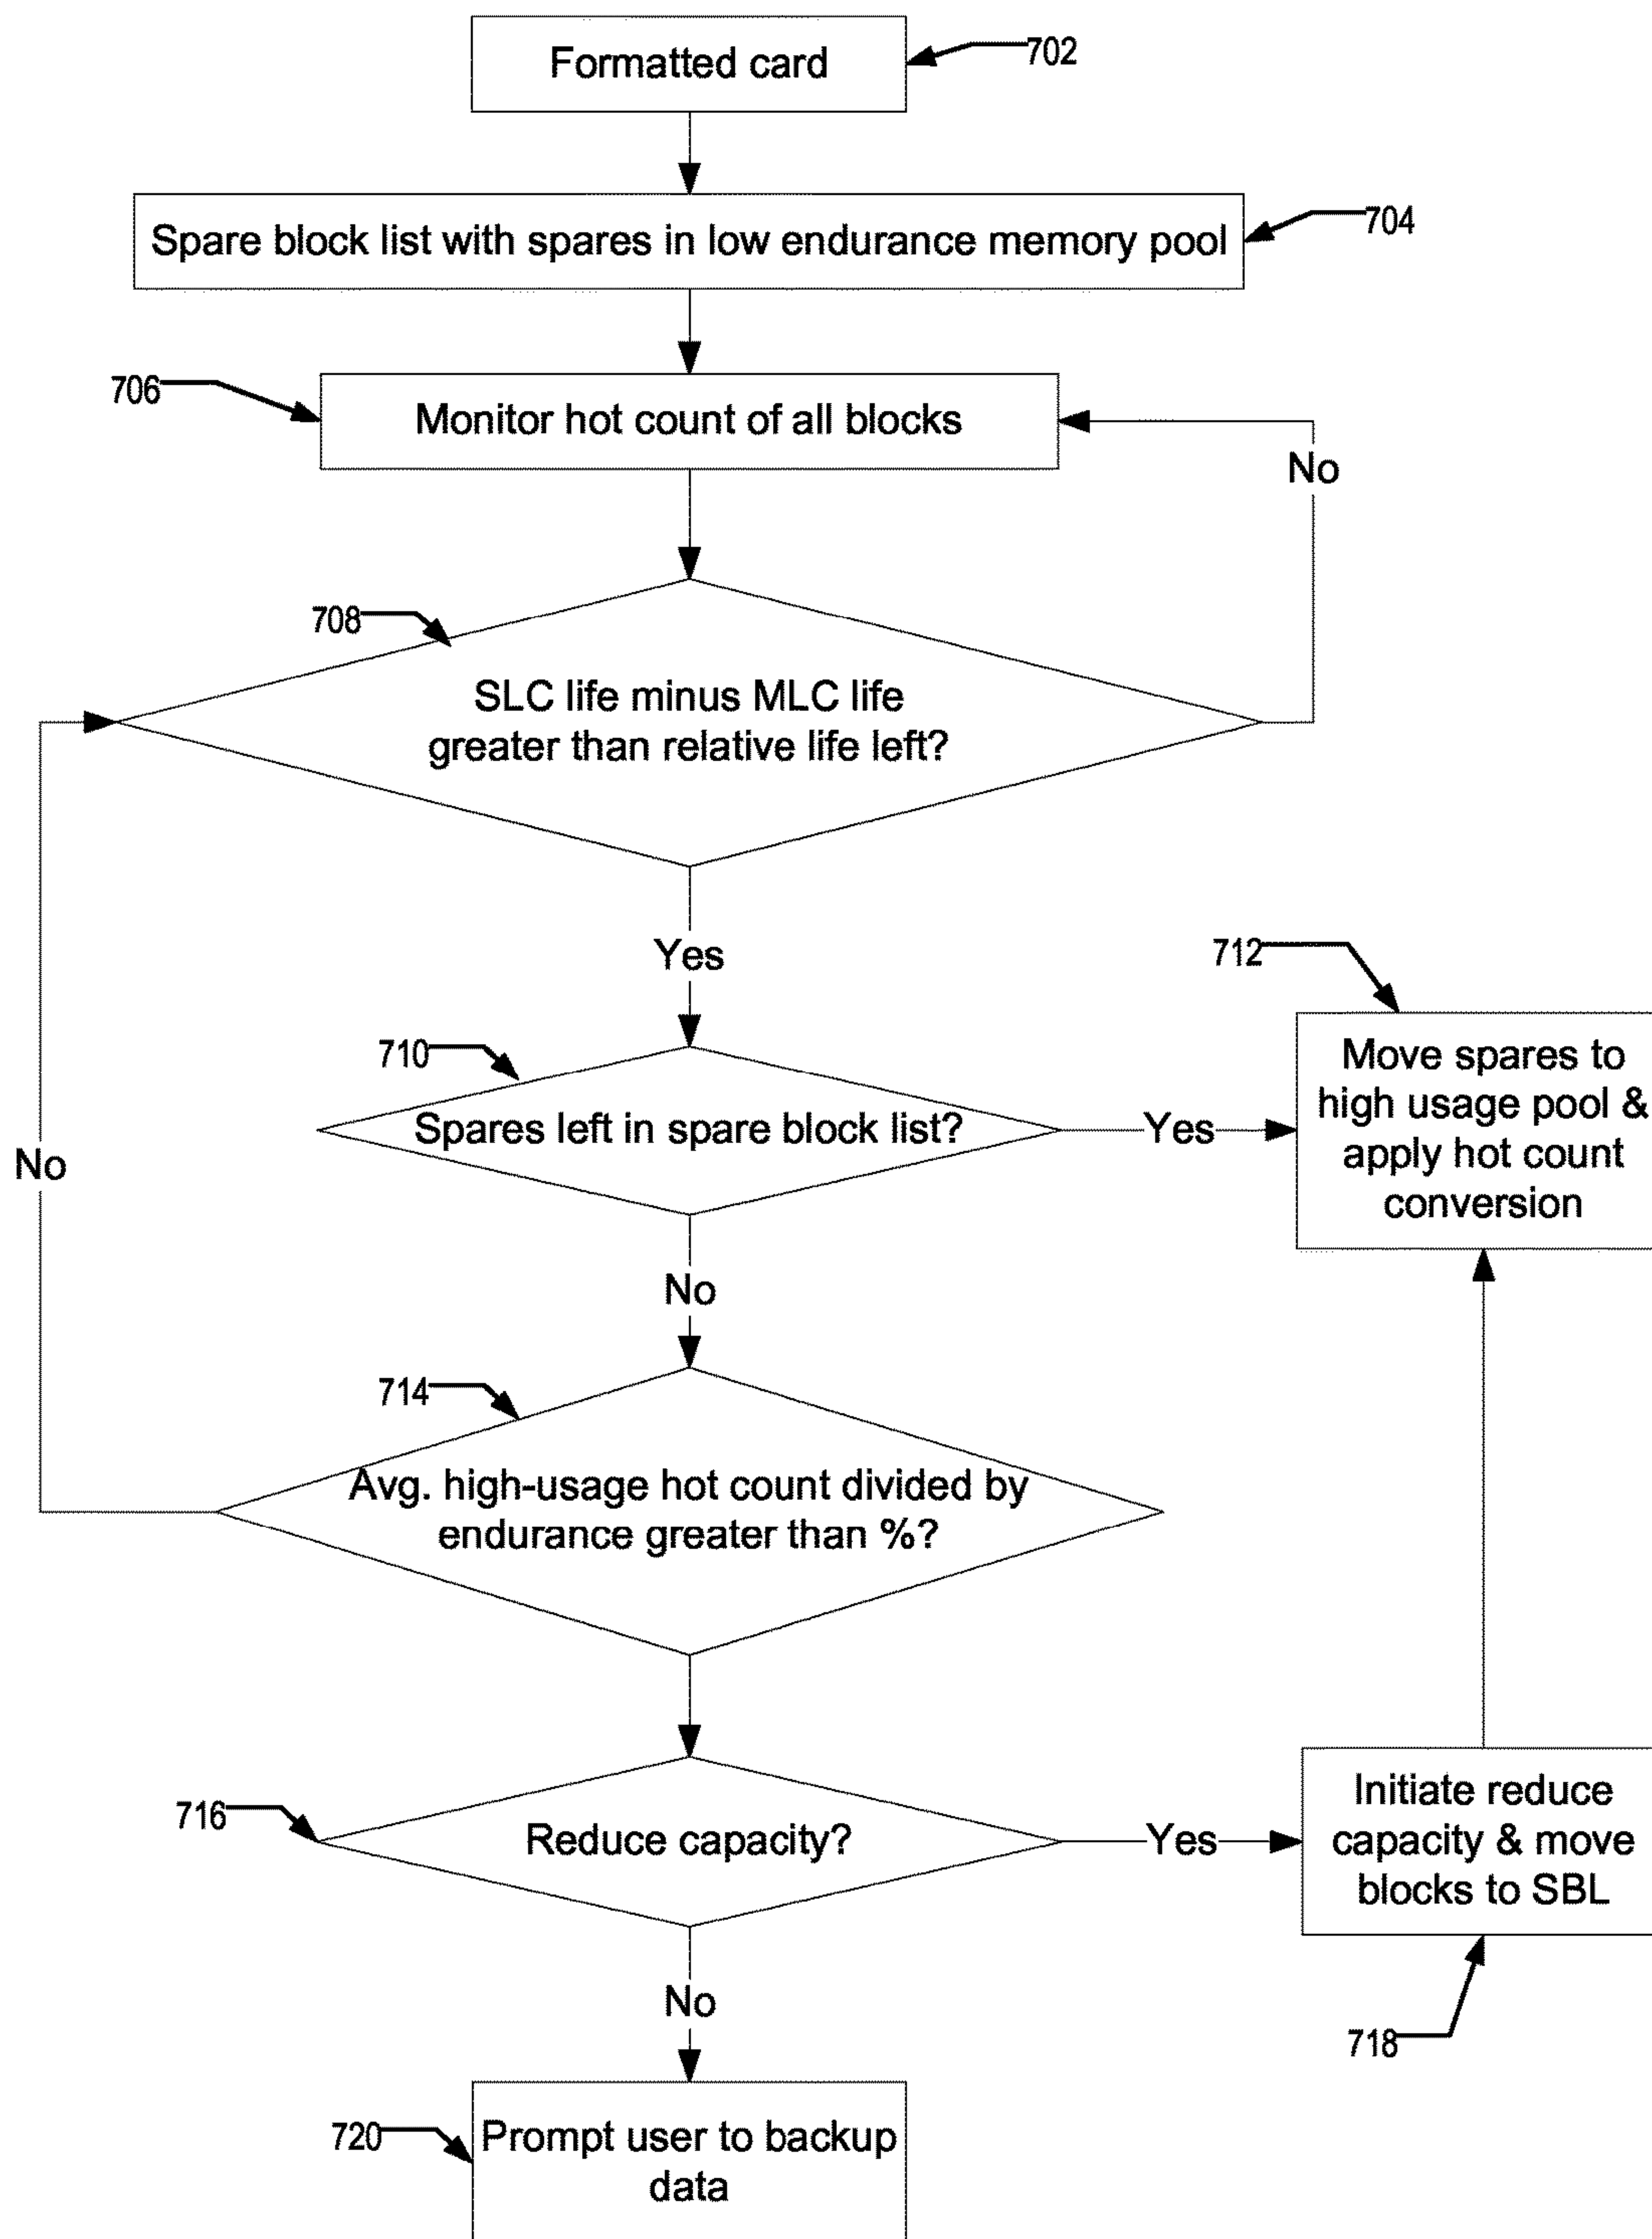 Formatted card
702
Spare block list with spares in low endurance memory pool
704
706
Monitor hot count of all blocks
No
708
SLC life minus MLC life
greater than relative life left?
Yes
712
710
Spares left in spare block list?
Yes
Move spares to
high usage pool &
apply hot count
conversion
No
No
714
Avg. high-usage hot count divided by
endurance greater than %?
716
Reduce capacity?
Yes
Initiate reduce
capacity & move
blocks to SBL
No
718
720
Prompt user to backup
data